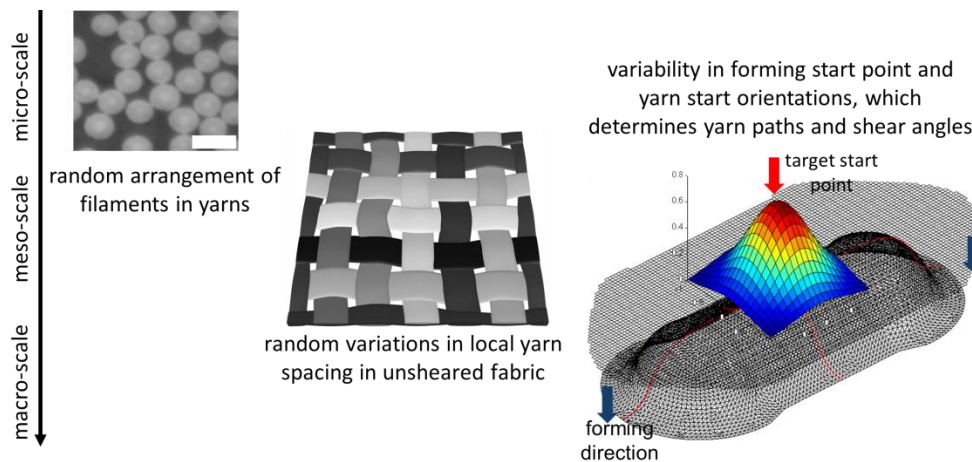 micro-scale
meso-scale
macro-scale
random arrangement of
filaments in yarns
random variations in local yarn
spacing in unsheared fabric
variability in forming start point and
yarn start orientations, which
determines yarn paths and shear angles
target start
point
0.8
0.6
0.4
forming
direction